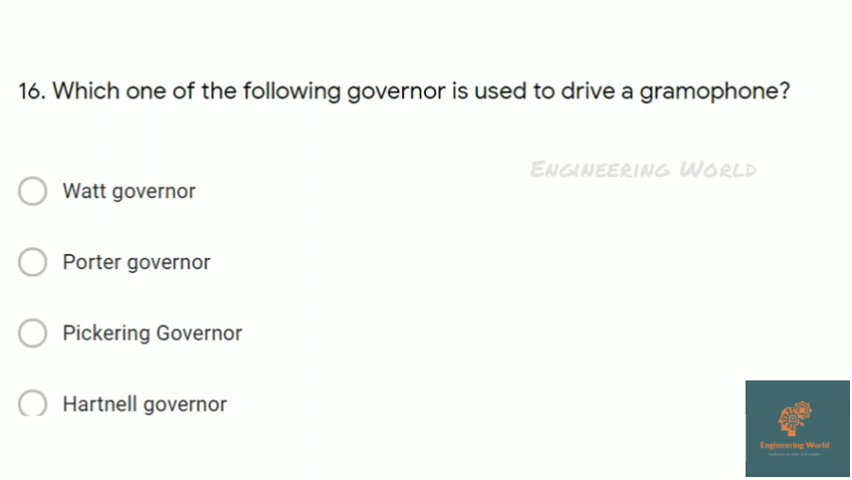 16. Which one of the following governor is used to drive a gramophone?
ENGINEERING WORLD
Watt governor
Porter governor
Pickering Governor
Hartnell governor
Engineering World